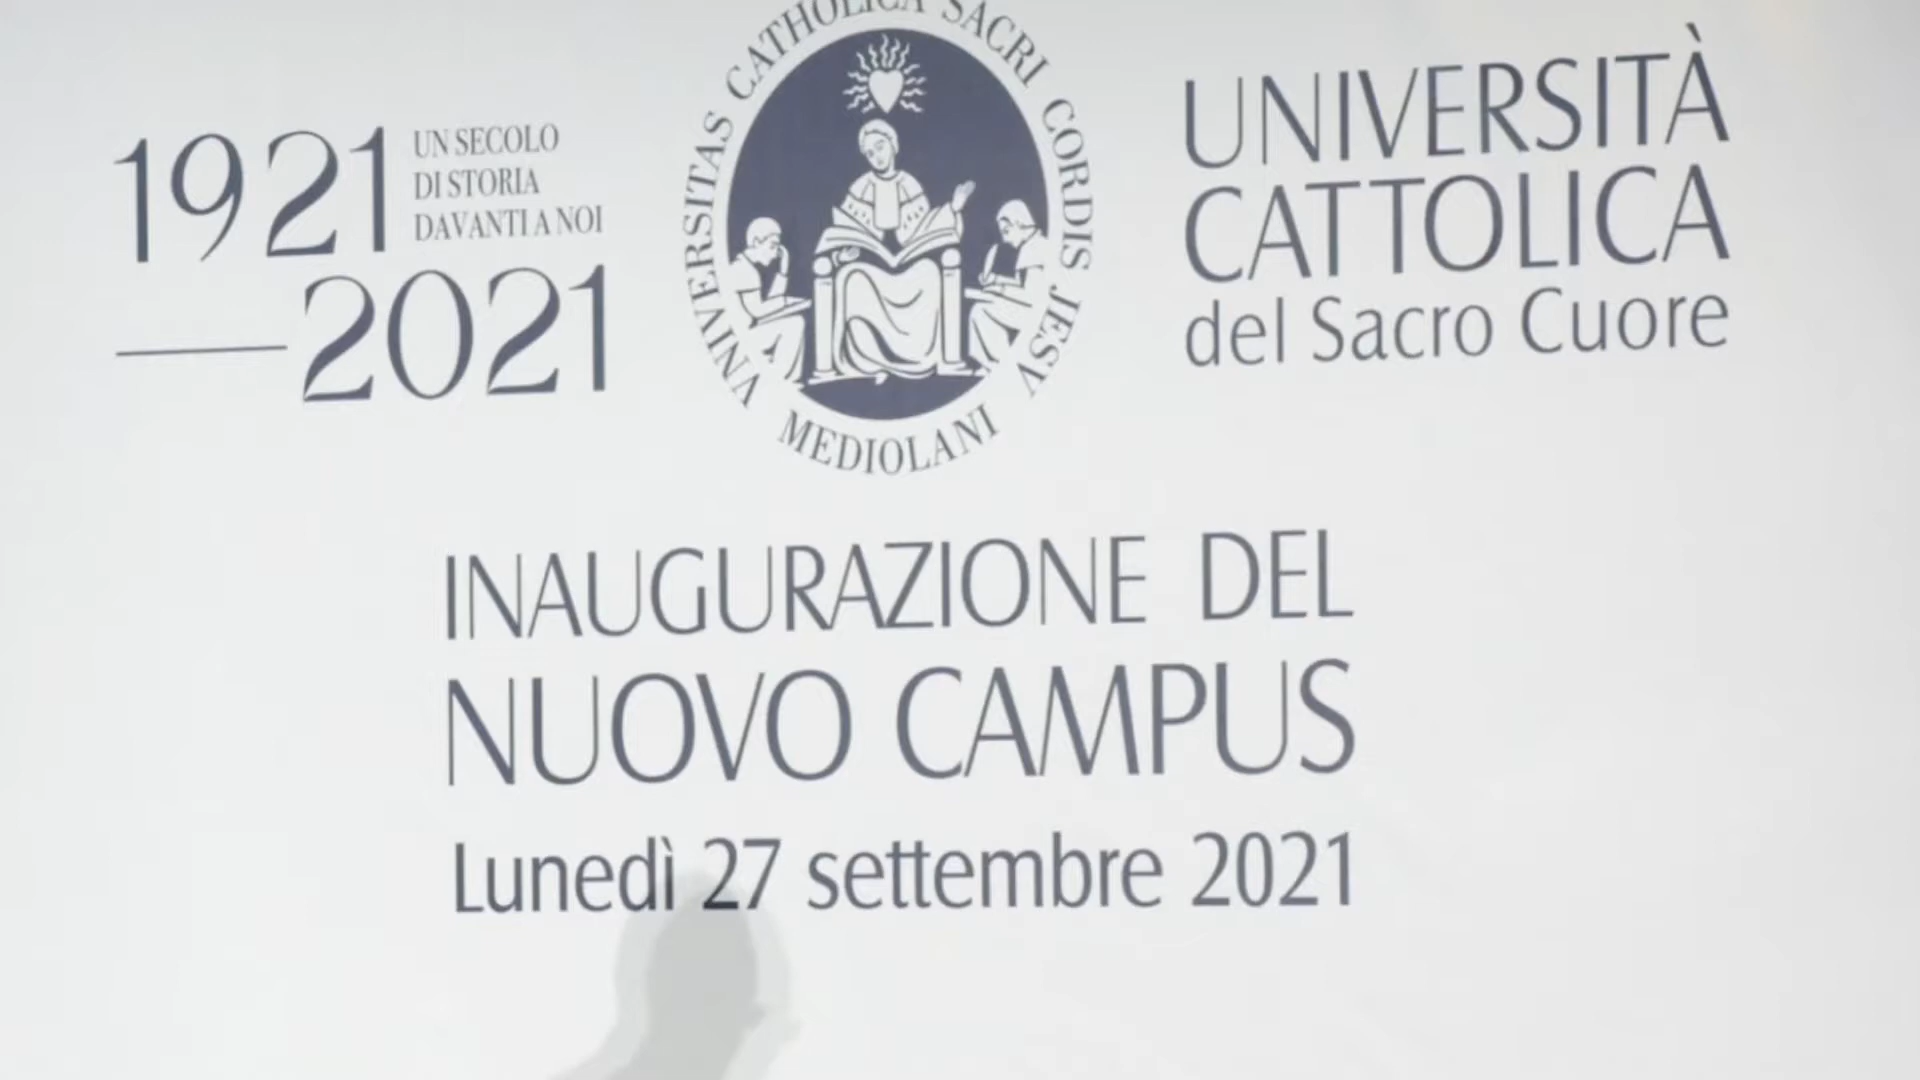 1921
UN SECOLO
DI STORIA
DAVANTI A NOI
—2021
VNIVERSITAS CATHOLICA SACRI CORDIS JESV
MEDIOLANI
UNIVERSITÀ
CATTOLICA
del Sacro Cuore
INAUGURAZIONE DEL
NUOVO CAMPUS
Lunedì 27 settembre 2021